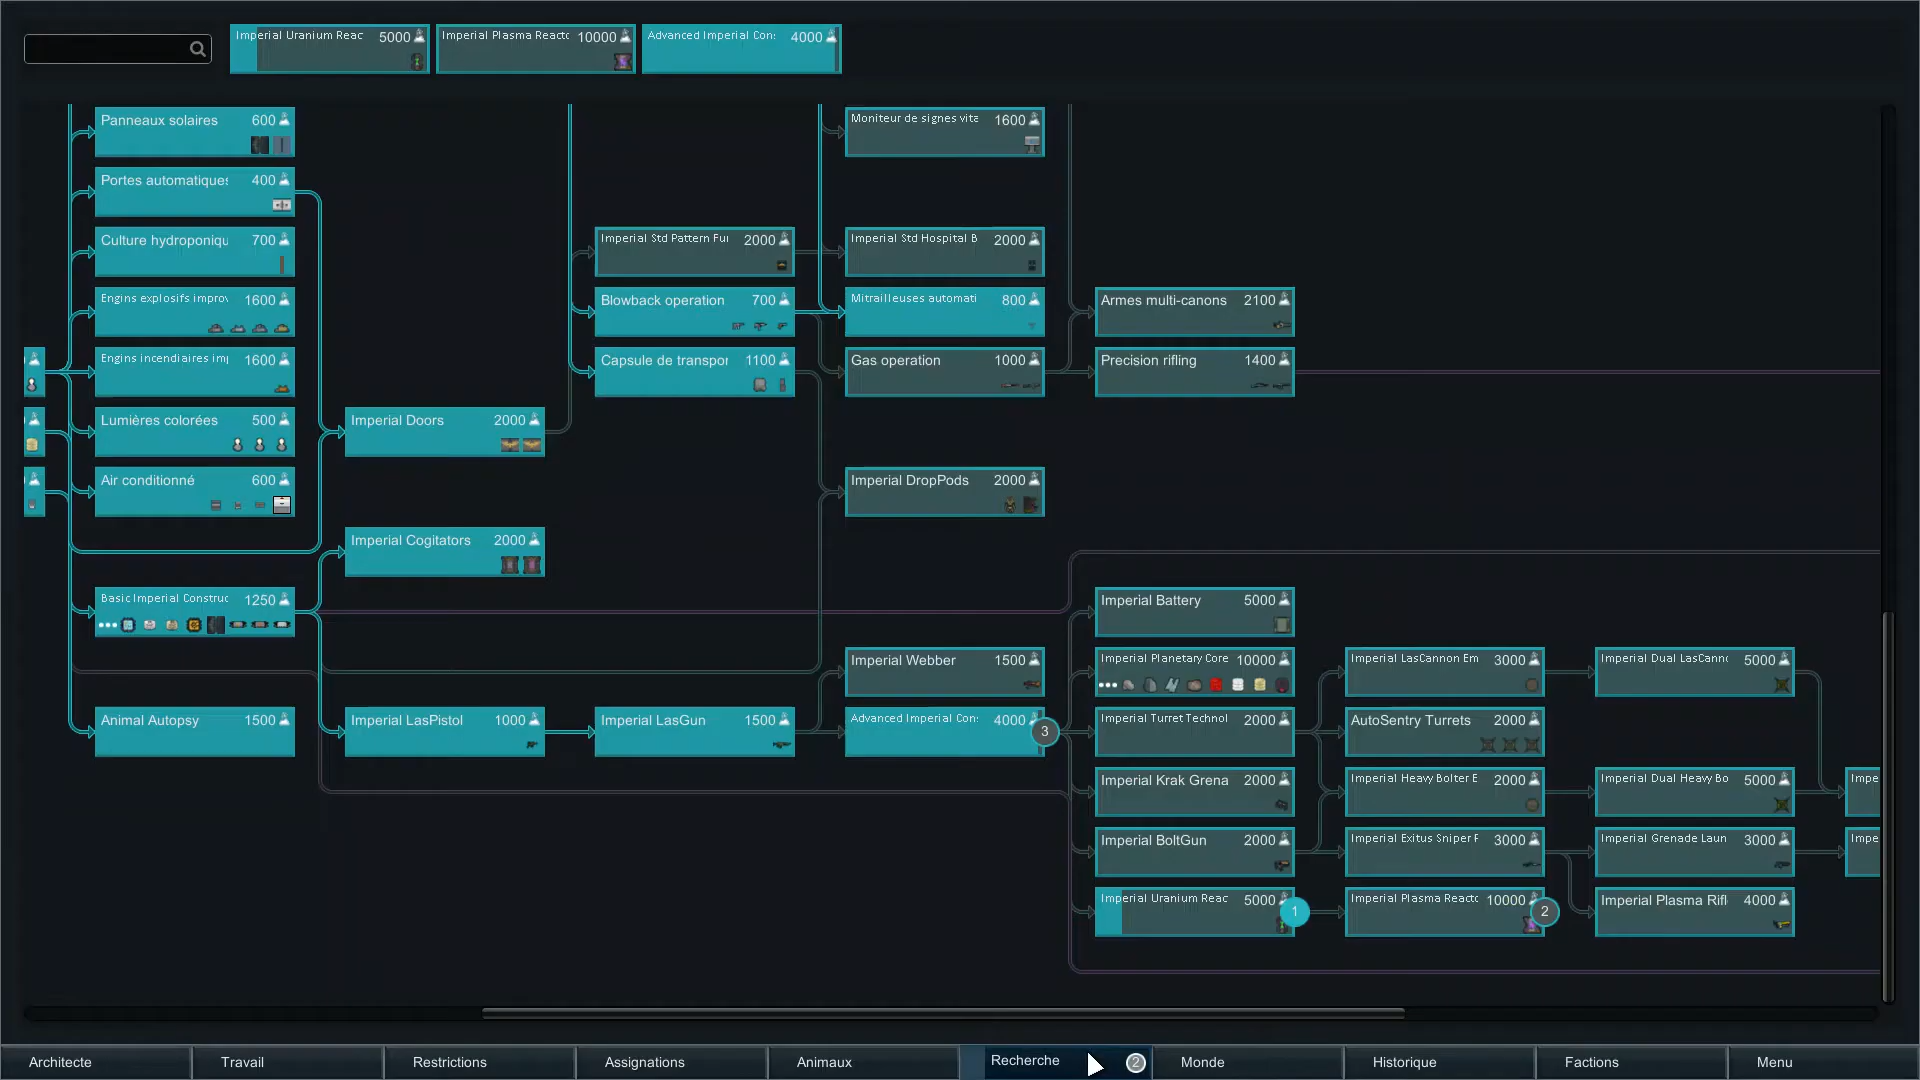 Imperial Uranium Reac 5000
Imperial Plasma Reacto 10000
Advanced Imperial Con: 4000
Panneaux solaires 600
Moniteur de signes vita 1600
Portes automatiques 400
Culture hydroponiqu 700
Imperial Std Pattern Fur 2000
Imperial Std Hospital B 2000
Engins explosifs improv 1600
Blowback operation 700
Mitrailleuses automati 800
Armes multi-canons 2100
Engins incendiaires imp 1600
Capsule de transpor 1100
Gas operation 1000
Precision rifling 1400
Lumières colorées 500
Imperial Doors 2000
Air conditionné 600
Imperial DropPods 2000
Imperial Cogitators 2000
Basic Imperial Construc 1250
Imperial Battery 5000
Imperial Webber 1500
Imperial Planetary Core 10000
Imperial LasCannon Em 3000
Imperial Dual LasCanno 5000
Animal Autopsy 1500
Imperial LasPistol 1000
Imperial LasGun 1500
Advanced Imperial Con: 4000
3
Imperial Turret Technol 2000
AutoSentry Turrets 2000
Imperial Krak Grena 2000
Imperial Heavy Bolter E 2000
Imperial Dual Heavy Bo 5000
Impe
Imperial BoltGun 2000
Imperial Exitus Sniper F 3000
Imperial Grenade Laun 3000
Impe
Imperial Uranium Reac 5000
1
Imperial Plasma Reacto 10000
2
Imperial Plasma Rifl 4000
Architecte
Travail
Restrictions
Assignations
Animaux
Recherche
2
Monde
Historique
Factions
Menu